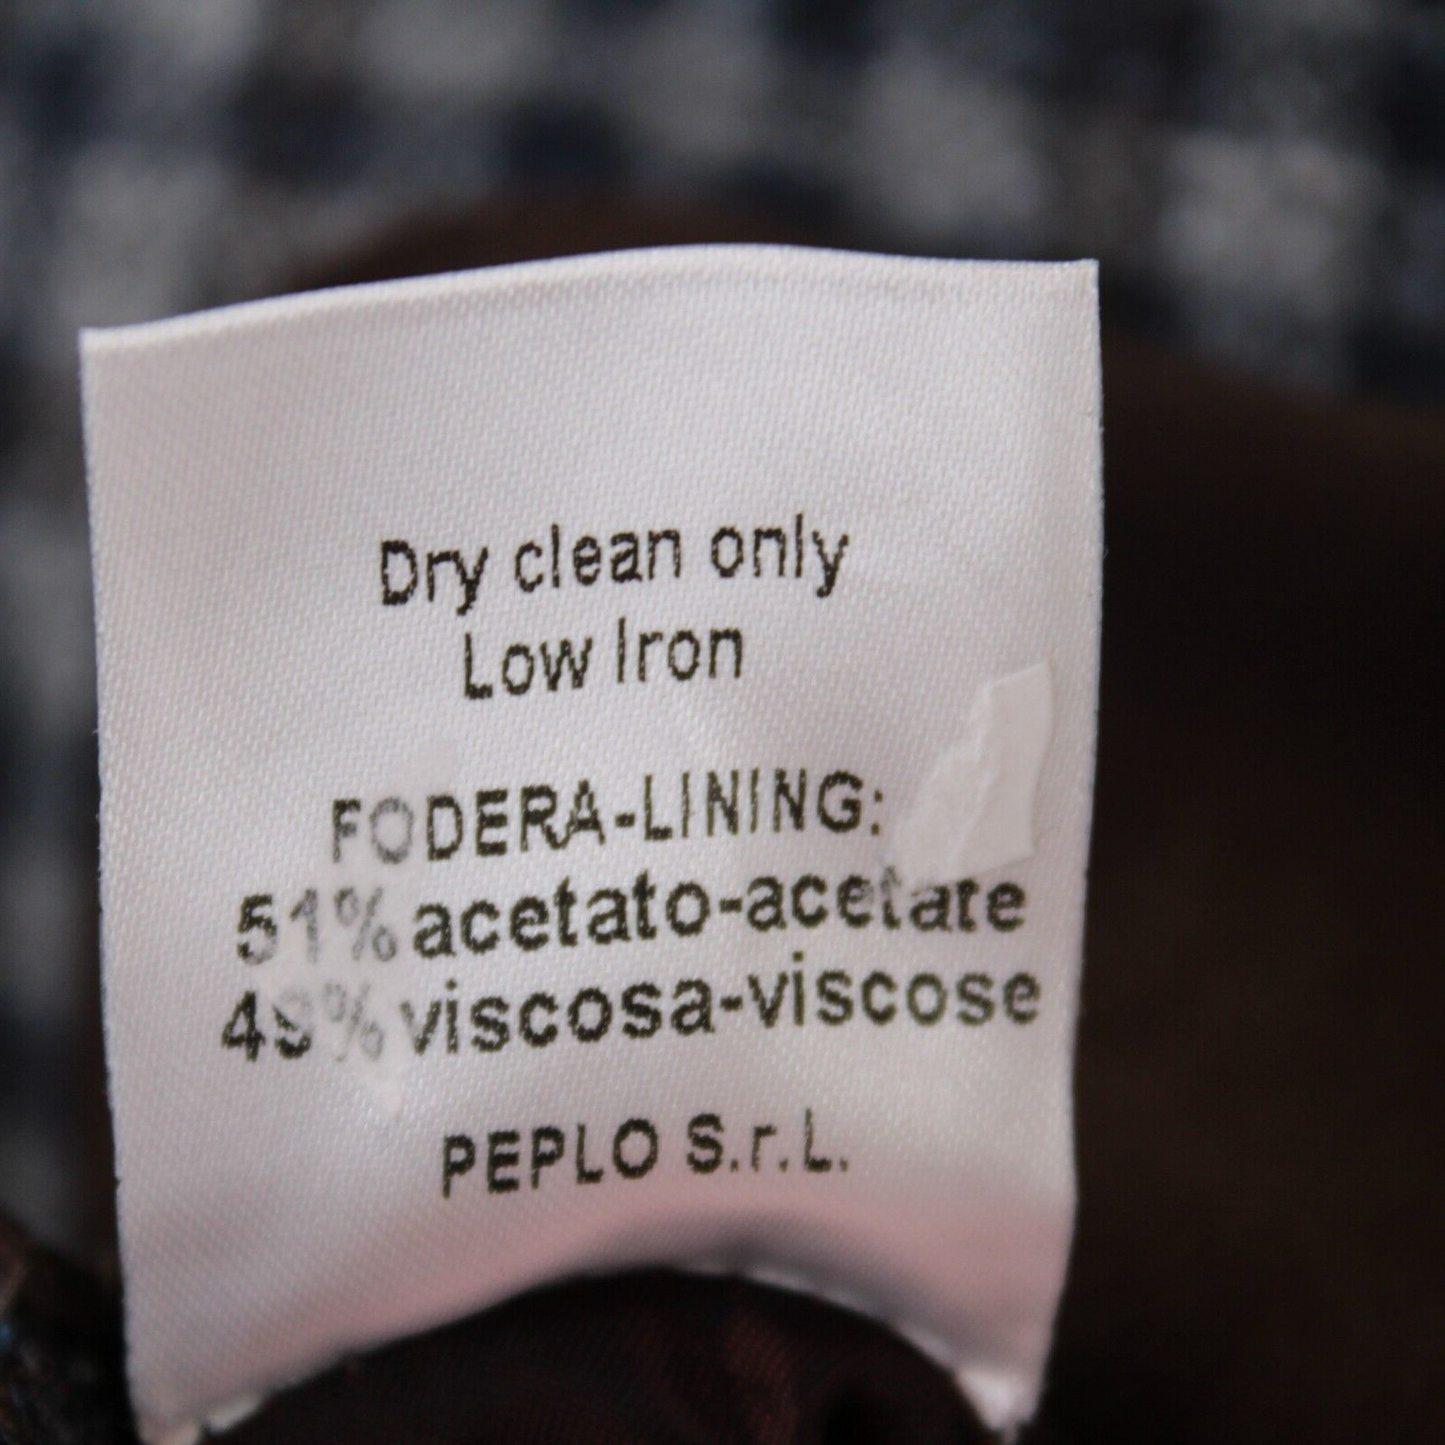 Dry clean only
Low Iron
FODERA-LINING:
51% acetato-acetate
49% viscosa-viscose
PEPLO S.r.L.